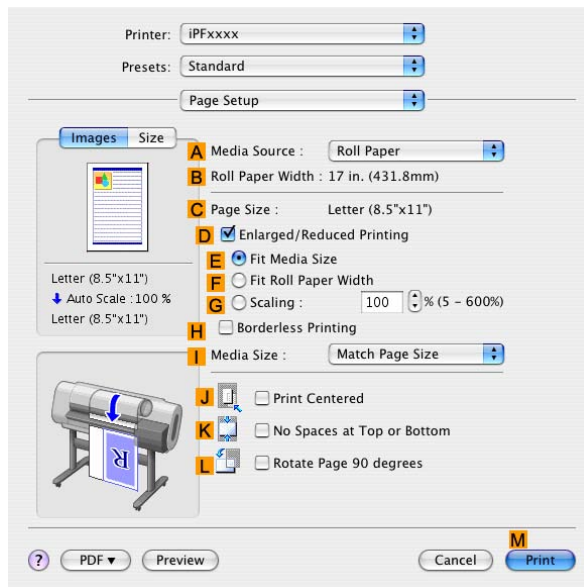 Printer: iPFxxxx
Presets: Standard
Page Setup
Images Size
A Media Source : Roll Paper
B Roll Paper Width : 17 in. (431.8mm)
C Page Size : Letter (8.5"x11")
D Enlarged/Reduced Printing
E Fit Media Size
F Fit Roll Paper Width
G Scaling : 100 % (5 - 600%)
Letter (8.5"x11")
Auto Scale :100 %
Letter (8.5"x11")
H Borderless Printing
I Media Size : Match Page Size
J Print Centered
K No Spaces at Top or Bottom
L Rotate Page 90 degrees
R
M
? PDF▼ Preview Cancel Print